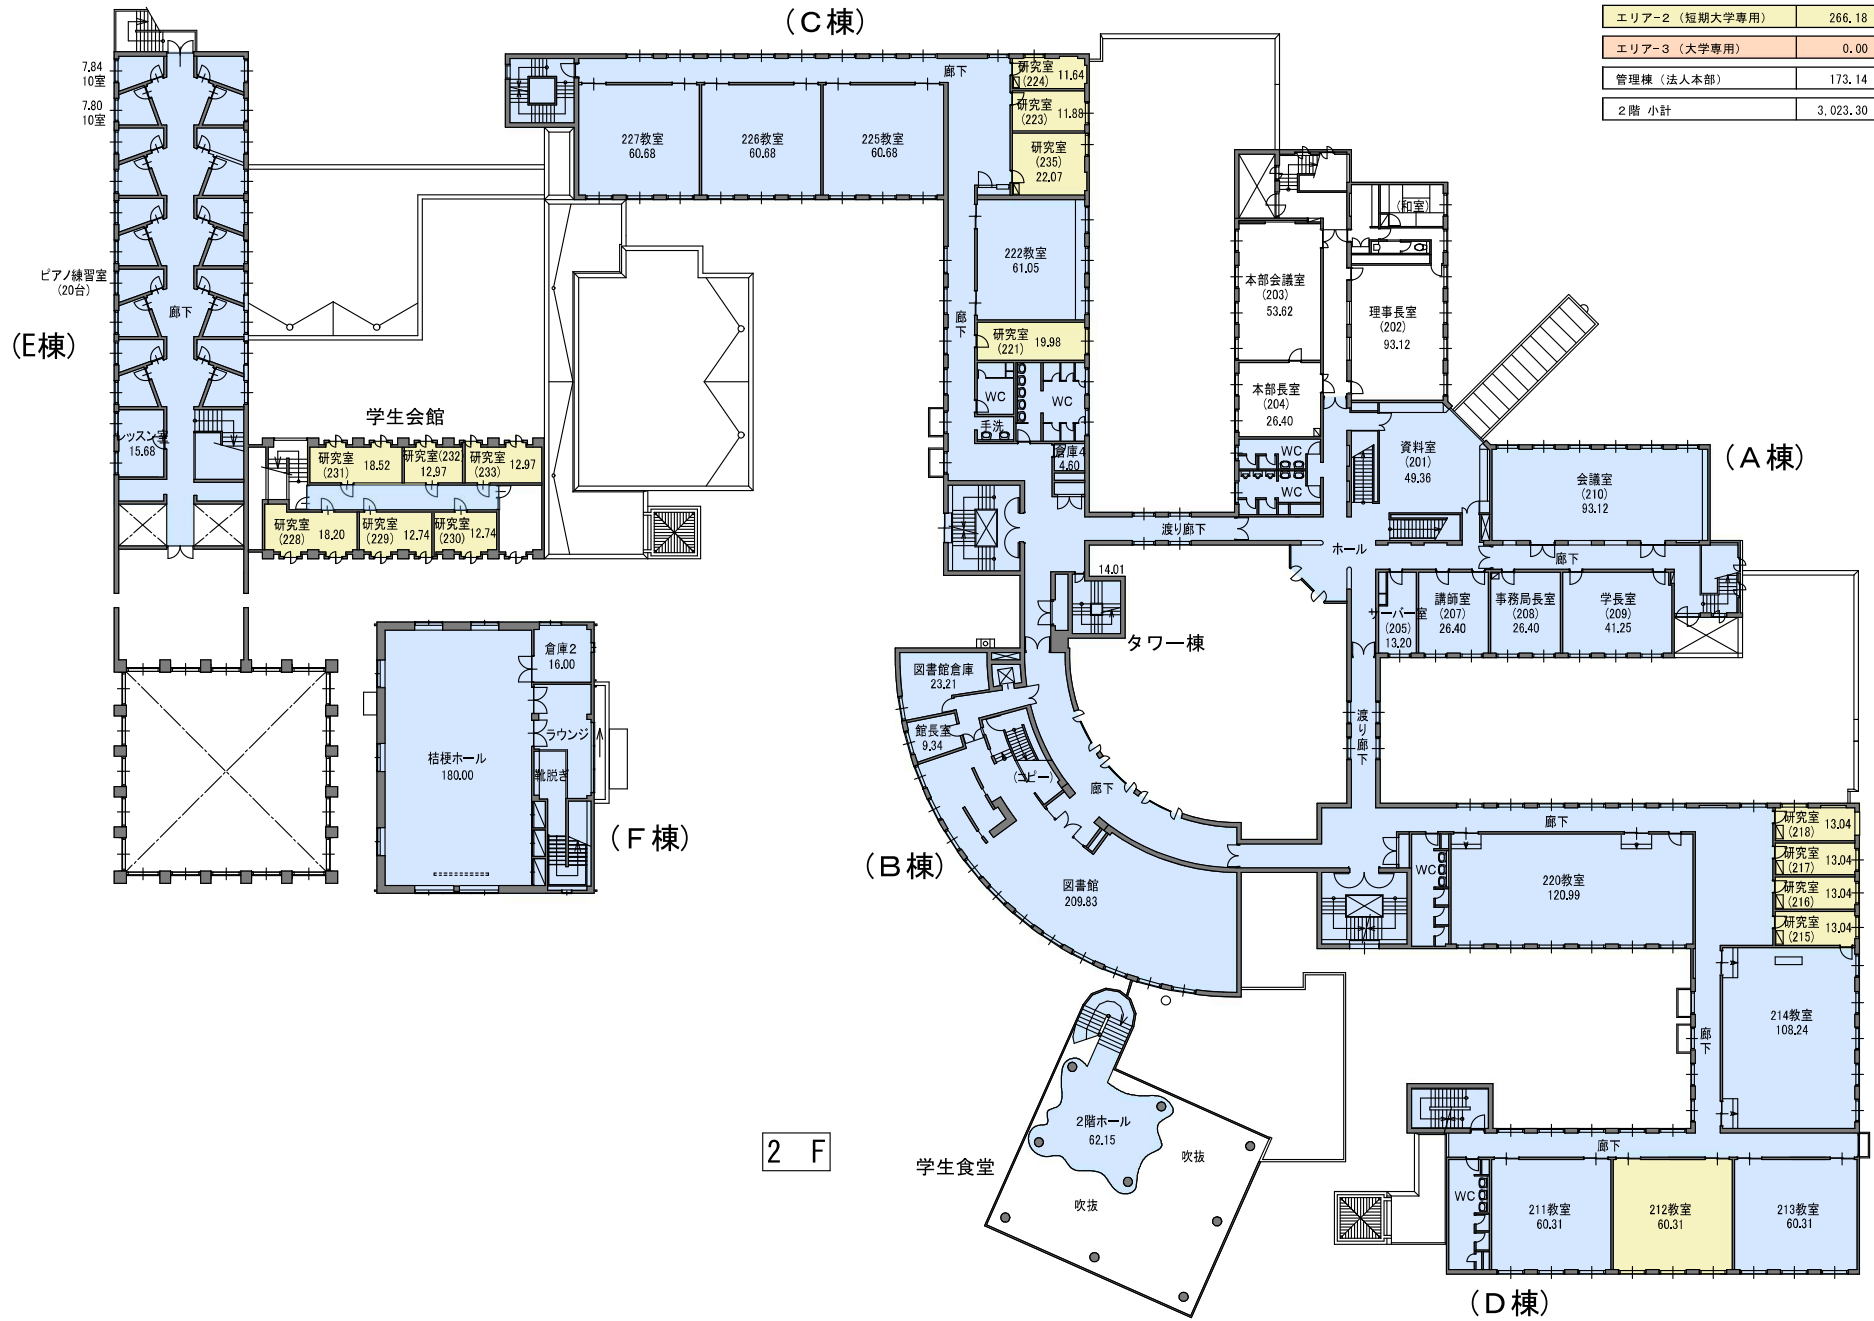 エリア-2（短期大学専用） 266.18
エリア-3（大学専用） 0.00
管理棟（法人本部） 173.14
2階 小計 3,023.30
(C棟)
廊下
研究室
(224) 11.64
研究室
(223) 11.88
研究室
(235)
22.07
227教室
60.68
226教室
60.68
225教室
60.68
222教室
61.05
廊下
研究室
(221) 19.98
WC
WC
手洗
倉庫4
4.60
7.84
10室
7.80
10室
ピアノ練習室
(20台)
廊下
(E棟)
レッスン室
15.68
学生会館
研究室
(231) 18.52
研究室(232)
12.97
研究室
(233) 12.97
研究室
(228) 18.20
研究室
(229) 12.74
研究室
(230) 12.74
(和室)
本部会議室
(203)
53.62
理事長室
(202)
93.12
本部長室
(204)
26.40
WC
WC
資料室
(201)
49.36
会議室
(210)
93.12
(A棟)
渡り廊下
ホール
廊下
サーバー室
(205)
13.20
講師室
(207)
26.40
事務局長室
(208)
26.40
学長室
(209)
41.25
14.01
タワー棟
渡り廊下
倉庫2
16.00
ラウンジ
桔梗ホール
180.00
靴脱ぎ
(F棟)
図書館倉庫
23.21
館長室
9.34
(コピー)
廊下
(B棟)
図書館
209.83
廊下
研究室
(218) 13.04
研究室
(217) 13.04
研究室
(216) 13.04
研究室
(215) 13.04
WC
220教室
120.99
214教室
108.24
廊下
廊下
WC
211教室
60.31
212教室
60.31
213教室
60.31
(D棟)
2階ホール
62.15
吹抜
吹抜
学生食堂
2 F